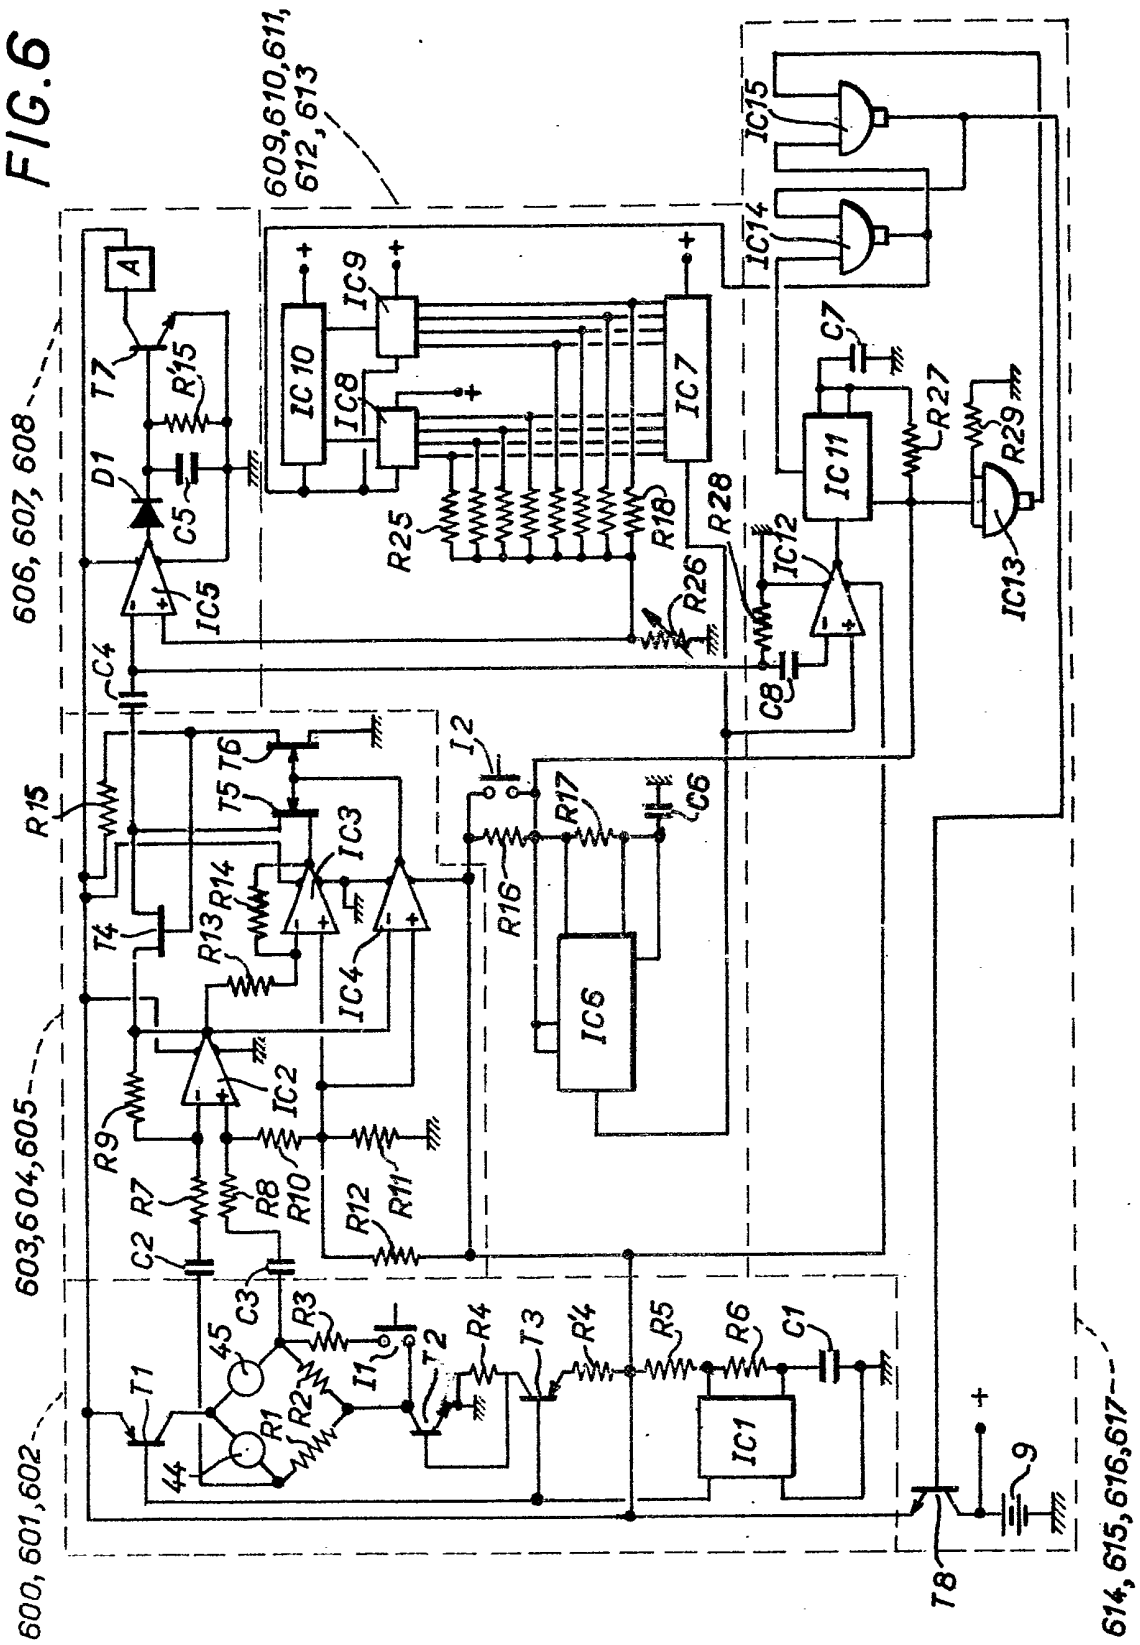 FIG.6
600, 601, 602
603, 604, 605
606, 607, 608
609, 610, 611,
612, 613
614, 615, 616, 617
T1
45
44
R1
R2
C3
R3
I1
T2
R4
T3
R'4
R5
R6
C1
IC1
T8
9
+
C2
R7
R8
R9
IC2
-
+
R10
R11
R12
R13
R14
T4
R15
T5
T6
IC3
-
+
IC4
-
+
I2
R16
R17
C6
IC6
C4
IC5
-
+
D1
C5
R'15
T7
A
IC10
+
IC9
+
IC8
+
IC7
+
R25
R18
R26
R28
C8
IC12
-
+
IC11
C7
R27
R29
IC13
IC14
IC15